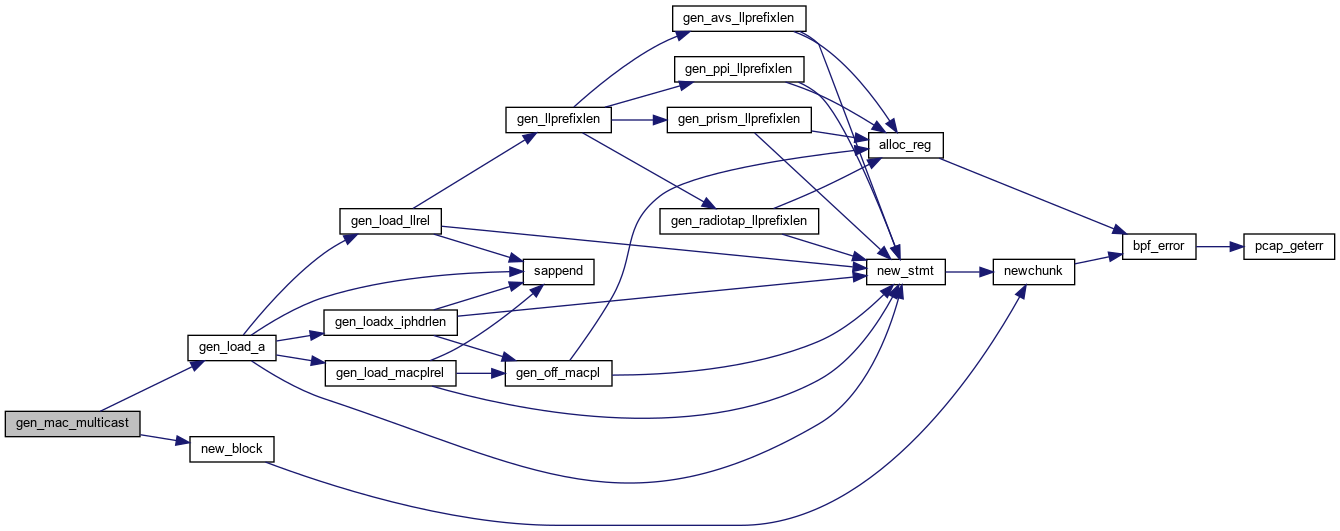 gen_avs_llprefixlen
gen_ppi_llprefixlen
gen_llprefixlen
gen_prism_llprefixlen
alloc_reg
gen_load_llrel
gen_radiotap_llprefixlen
bpf_error
pcap_geterr
sappend
new_stmt
newchunk
gen_loadx_iphdrlen
gen_load_a
gen_load_macplrel
gen_off_macpl
gen_mac_multicast
new_block